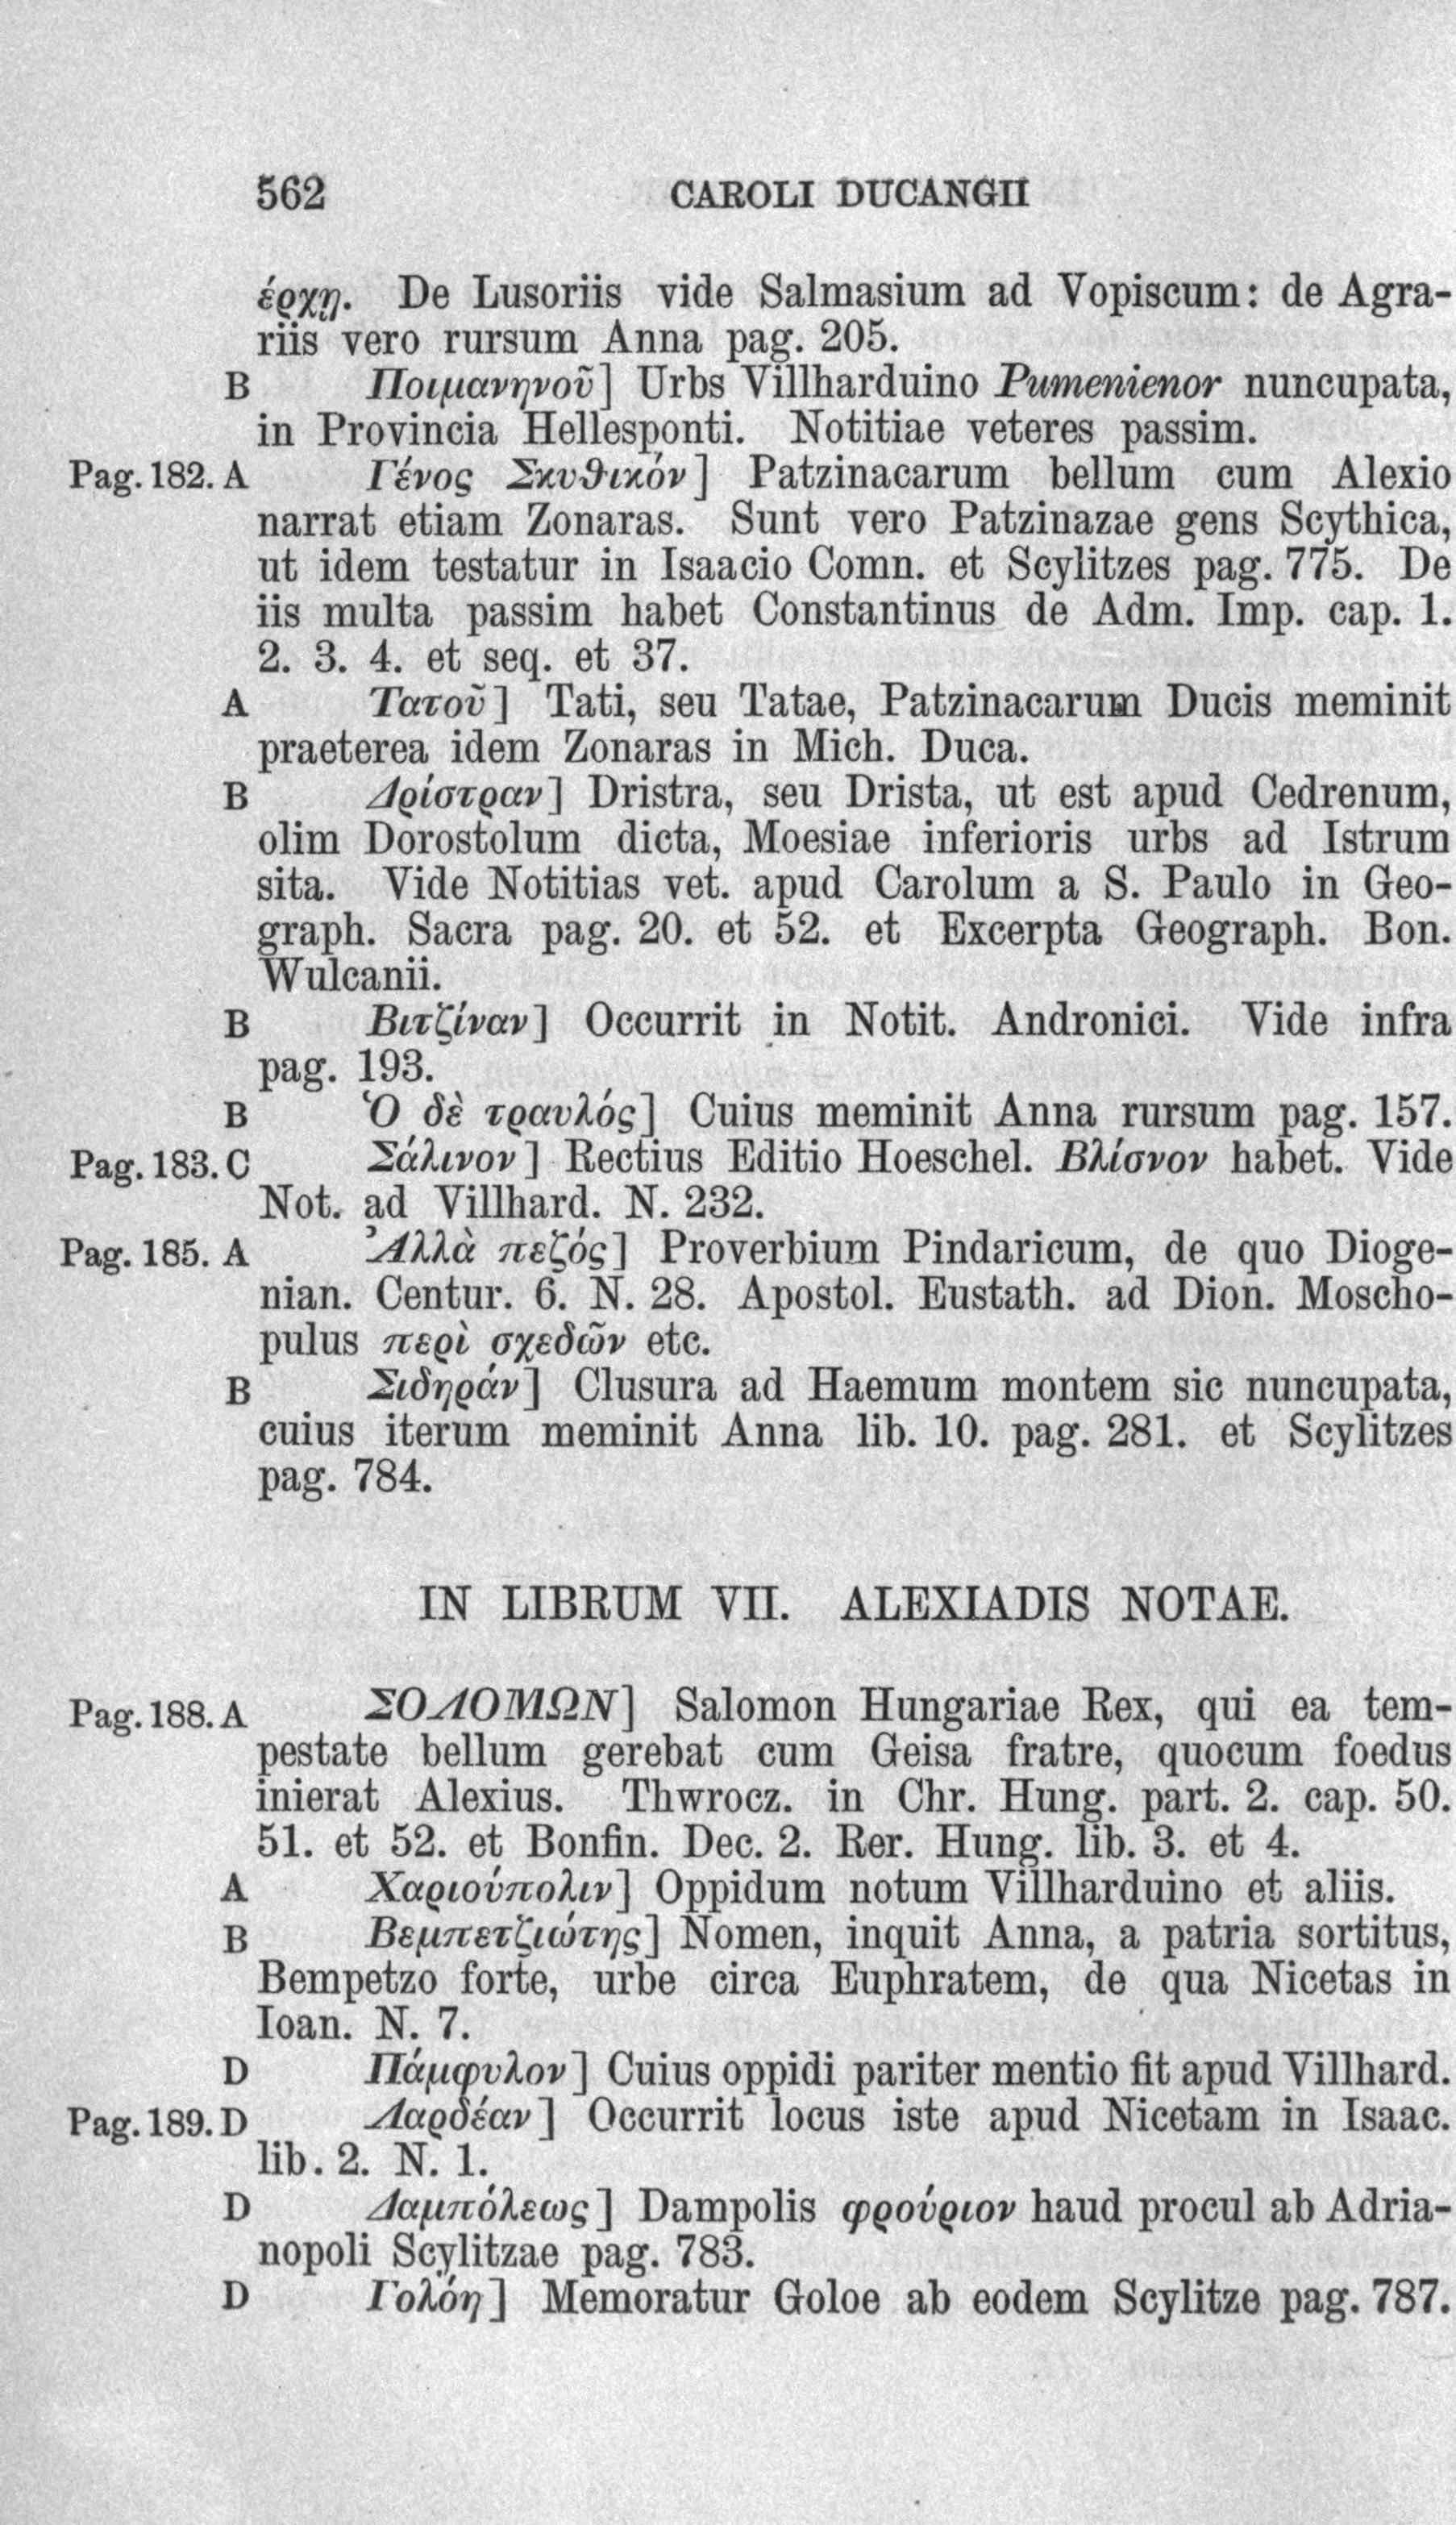 562 CAROLI DUCANGII
έρχῃ. De Lusoriis vide Salmasium ad Vopiscum: de Agra-
riis vero rursum Anna pag. 205.
B Ποιμανηνοῦ] Urbs Villharduino Pumenienor nuncupata,
in Provincia Hellesponti. Notitiae veteres passim.
Pag. 182. A Γένος Σκυθικόν] Patzinacarum bellum cum Alexio
narrat etiam Zonaras. Sunt vero Patzinazae gens Scythica,
ut idem testatur in Isaacio Comn. et Scylitzes pag. 775. De
iis multa passim habet Constantinus de Adm. Imp. cap. 1.
2. 3. 4. et seq. et 37.
A Τατοῦ] Tati, seu Tatae, Patzinacarum Ducis meminit
praeterea idem Zonaras in Mich. Duca.
B Δρίστραν] Dristra, seu Drista, ut est apud Cedrenum,
olim Dorostolum dicta, Moesiae inferioris urbs ad Istrum
sita. Vide Notitias vet. apud Carolum a S. Paulo in Geo-
graph. Sacra pag. 20. et 52. et Excerpta Geograph. Bon.
Wulcanii.
B Βιτζίναν] Occurrit in Notit. Andronici. Vide infra
pag. 193.
B Ὁ δὲ τραυλός] Cuius meminit Anna rursum pag. 157.
Pag. 183. C Σάλινον] Rectius Editio Hoeschel. Βλίσνον habet. Vide
Not. ad Villhard. N. 232.
Pag. 185. A Ἀλλὰ πεζός] Proverbium Pindaricum, de quo Dioge-
nian. Centur. 6. N. 28. Apostol. Eustath. ad Dion. Moscho-
pulus περὶ σχεδῶν etc.
B Σιδηράν] Clusura ad Haemum montem sic nuncupata,
cuius iterum meminit Anna lib. 10. pag. 281. et Scylitzes
pag. 784.
IN LIBRUM VII. ALEXIADIS NOTAE.
Pag. 188. A ΣΟΛΟΜΩΝ] Salomon Hungariae Rex, qui ea tem-
pestate bellum gerebat cum Geisa fratre, quocum foedus
inierat Alexius. Thwrocz. in Chr. Hung. part. 2. cap. 50.
51. et 52. et Bonfin. Dec. 2. Rer. Hung. lib. 3. et 4.
A Χαριούπολιν] Oppidum notum Villharduino et aliis.
B Βεμπετζιώτης] Nomen, inquit Anna, a patria sortitus,
Bempetzo forte, urbe circa Euphratem, de qua Nicetas in
Ioan. N. 7.
D Πάμφυλον] Cuius oppidi pariter mentio fit apud Villhard.
Pag. 189. D Λαρδέαν] Occurrit locus iste apud Nicetam in Isaac.
lib. 2. N. 1.
D Δαμπόλεως] Dampolis φρούριον haud procul ab Adria-
nopoli Scylitzae pag. 783.
D Γολόη] Memoratur Goloe ab eodem Scylitze pag. 787.